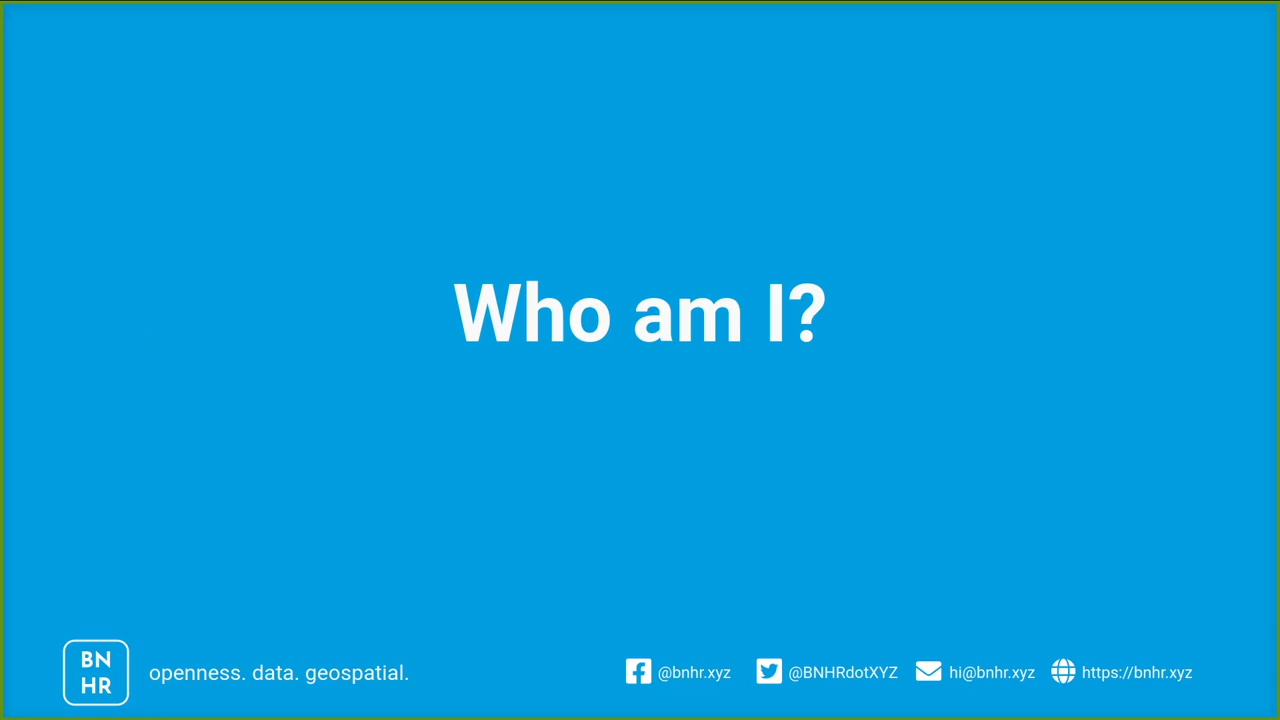 Who am I?
BN
HR
openness. data. geospatial.
@bnhr.xyz
@BNHRdotXYZ
hi@bnhr.xyz
https://bnhr.xyz